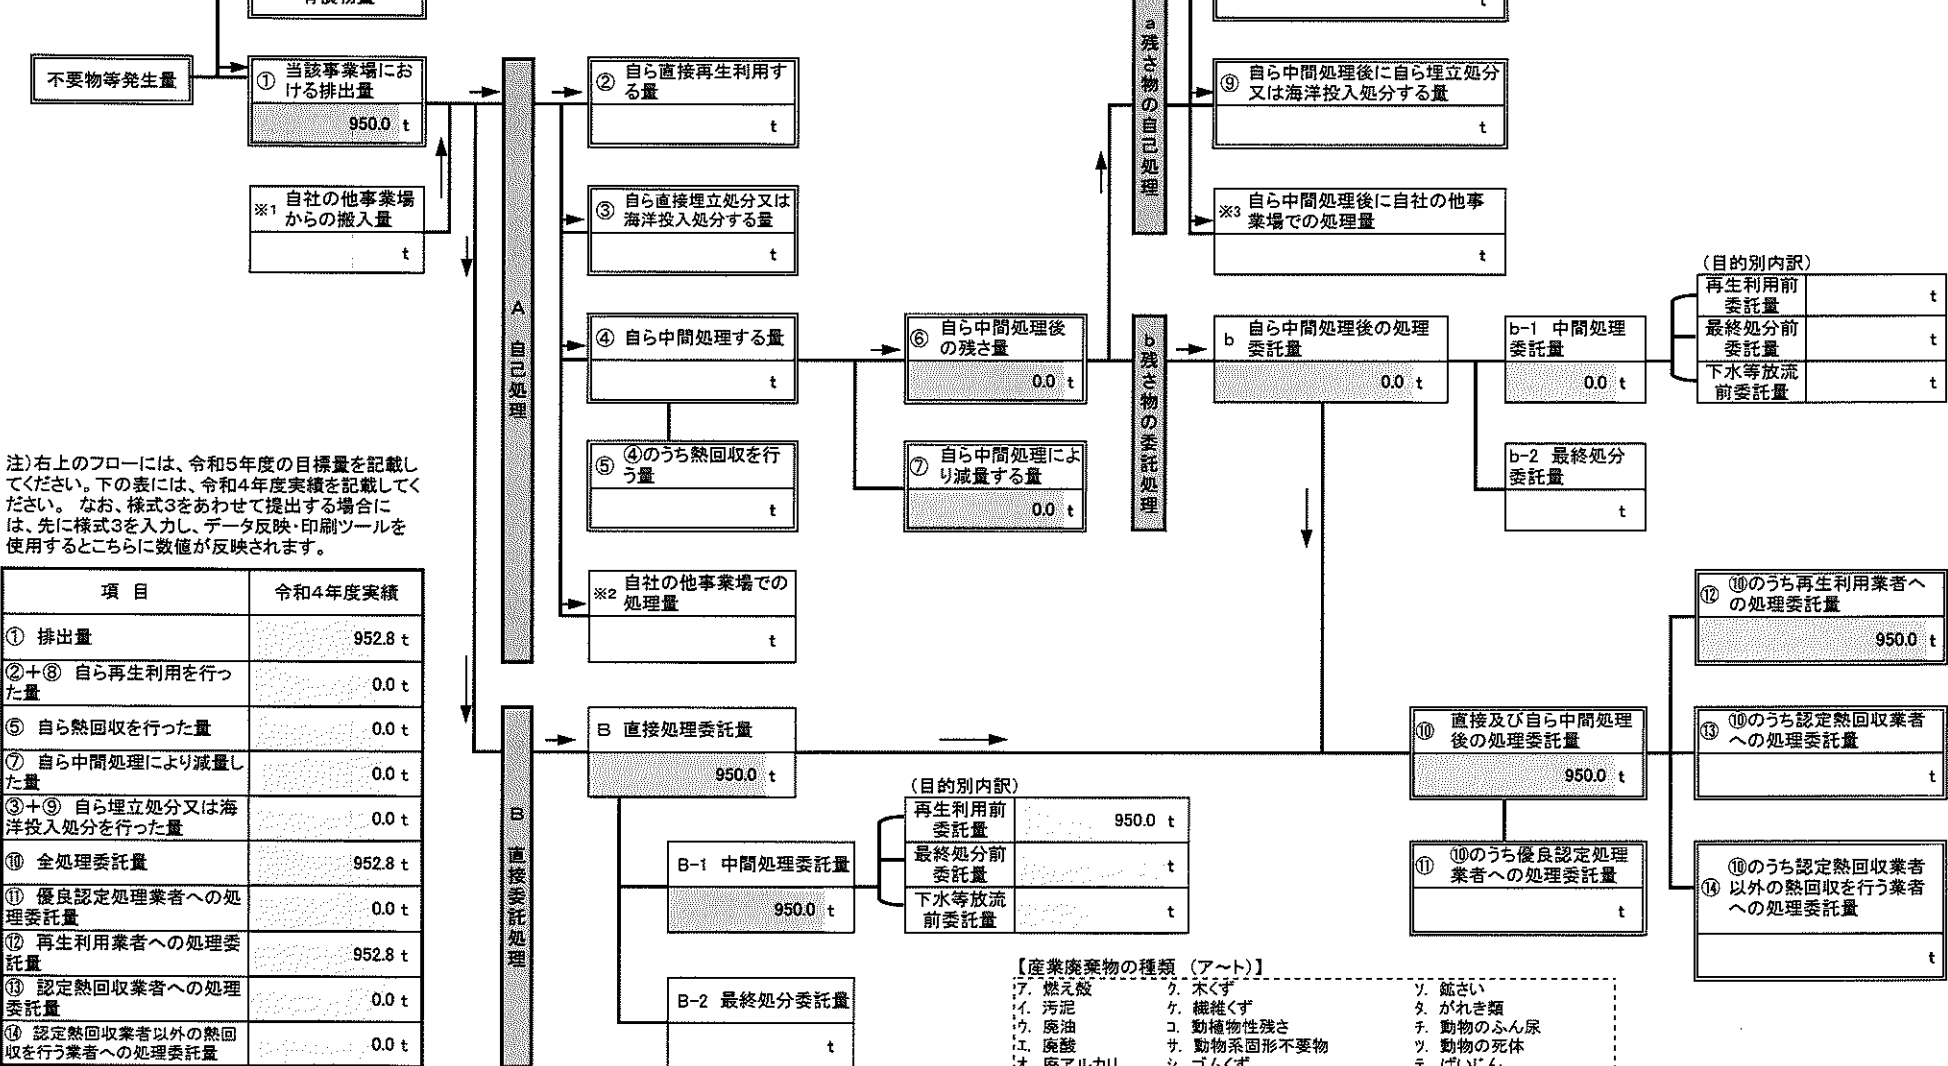 不要物等発生量
①
当該事業場にお
ける排出量
950.0 t
※1
自社の他事業場
からの搬入量
t
A 自己処理
②
自ら直接再生利用す
る量
t
③
自ら直接埋立処分又は
海洋投入処分する量
t
④ 自ら中間処理する量
t
⑤
④のうち熱回収を行
う量
t
※2
自社の他事業場での
処理量
t
⑥
自ら中間処理後
の残さ量
0.0 t
⑦
自ら中間処理によ
り減量する量
0.0 t
a 残さ物の自己処理
t
⑨
自ら中間処理後に自ら埋立処分
又は海洋投入処分する量
t
※3
自ら中間処理後に自社の他事
業場での処理量
t
b 残さ物の委託処理
b
自ら中間処理後の処理
委託量
0.0 t
b-1 中間処理
委託量
0.0 t
b-2 最終処分
委託量
t
(目的別内訳)
再生利用前
委託量
t
最終処分前
委託量
t
下水等放流
前委託量
t
注)右上のフローには、令和5年度の目標量を記載し
てください。下の表には、令和4年度実績を記載してく
ださい。 なお、様式3をあわせて提出する場合に
は、先に様式3を入力し、データ反映・印刷ツールを
使用するとこちらに数値が反映されます。
項 目 令和4年度実績
① 排出量 952.8 t
②+⑧ 自ら再生利用を行っ
た量
0.0 t
⑤ 自ら熱回収を行った量 0.0 t
⑦ 自ら中間処理により減量し
た量
0.0 t
③+⑨ 自ら埋立処分又は海
洋投入処分を行った量
0.0 t
⑩ 全処理委託量 952.8 t
⑪ 優良認定処理業者への処
理委託量
0.0 t
⑫ 再生利用業者への処理委
託量
952.8 t
⑬ 認定熱回収業者への処理
委託量
0.0 t
⑭ 認定熱回収業者以外の熱回
収を行う業者への処理委託量
0.0 t
B 直接委託処理
B 直接処理委託量
950.0 t
B-1 中間処理委託量
950.0 t
B-2 最終処分委託量
t
(目的別内訳)
再生利用前
委託量
950.0 t
最終処分前
委託量
t
下水等放流
前委託量
t
⑩
直接及び自ら中間処理
後の処理委託量
950.0 t
⑪
⑩のうち優良認定処理
業者への処理委託量
t
⑫
⑩のうち再生利用業者へ
の処理委託量
950.0 t
⑬
⑩のうち認定熱回収業者
への処理委託量
t
⑭
⑩のうち認定熱回収業者
以外の熱回収を行う業者
への処理委託量
t
【産業廃棄物の種類 (ア~ト)】
ア. 燃え殻 ク. 木くず ソ. 鉱さい
イ. 汚泥 ケ. 繊維くず タ. がれき類
ウ. 廃油 コ. 動植物性残さ チ. 動物のふん尿
エ. 廃酸 サ. 動物系固形不要物 ツ. 動物の死体
オ. 廃アルカリ シ. ゴムくず テ. ばいじん